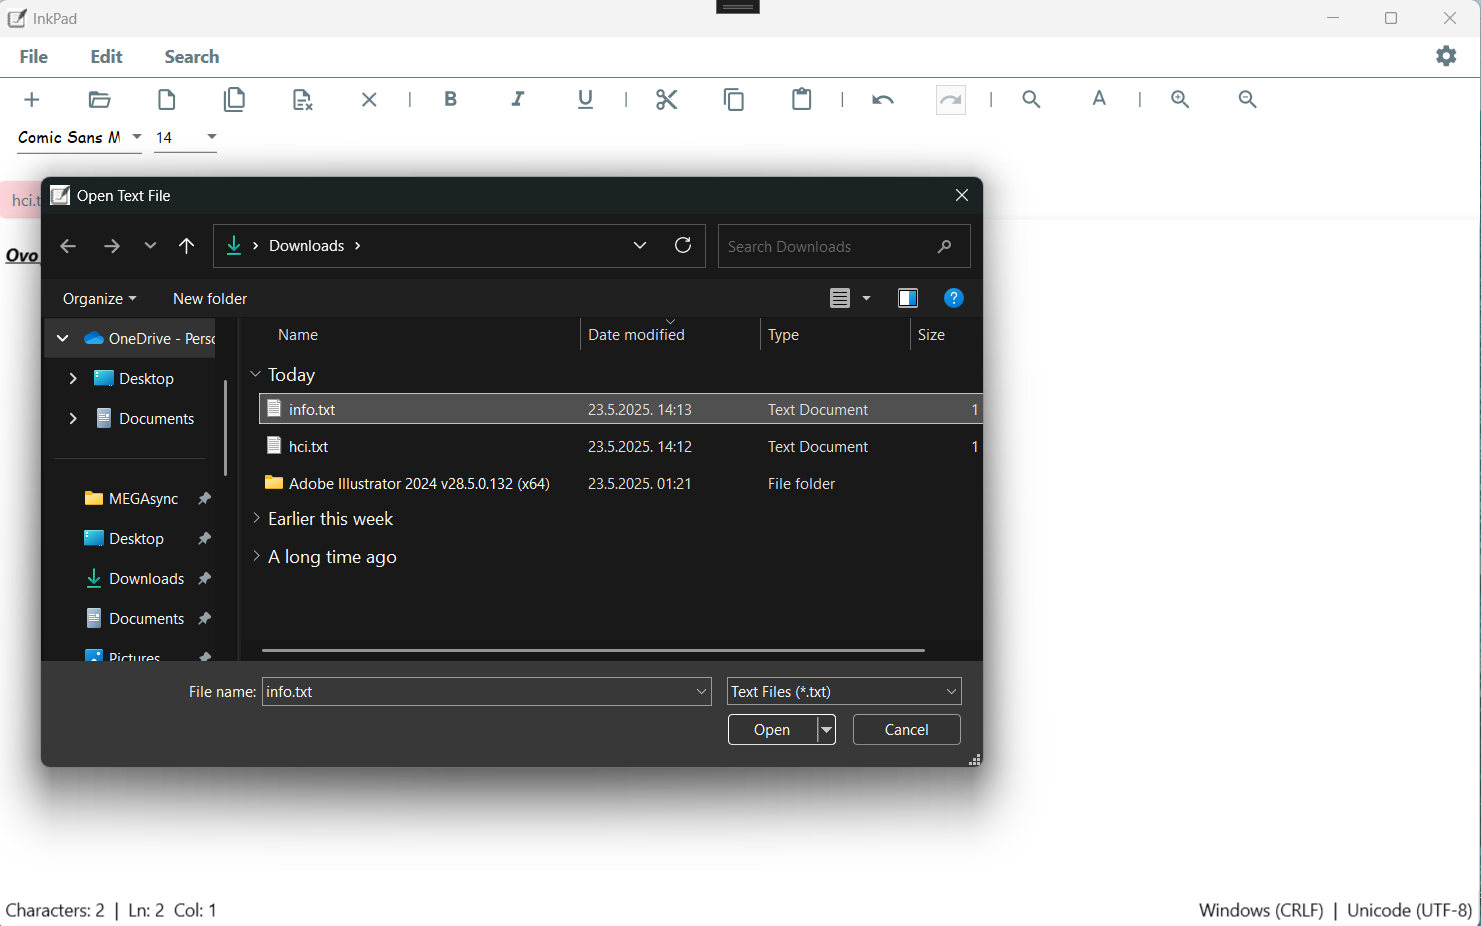 InkPad
File Edit Search
B I U A
Comic Sans M 14
hci.t
Open Text File
Ovo
Downloads
Search Downloads
Organize New folder
?
Name Date modified Type Size
OneDrive - Perso
Desktop
Documents
MEGAsync
Desktop
Downloads
Documents
Pictures
Today
info.txt 23.5.2025. 14:13 Text Document 1
hci.txt 23.5.2025. 14:12 Text Document 1
Adobe Illustrator 2024 v28.5.0.132 (x64) 23.5.2025. 01:21 File folder
Earlier this week
A long time ago
File name: info.txt Text Files (*.txt)
Open Cancel
Characters: 2 | Ln: 2 Col: 1
Windows (CRLF) | Unicode (UTF-8)